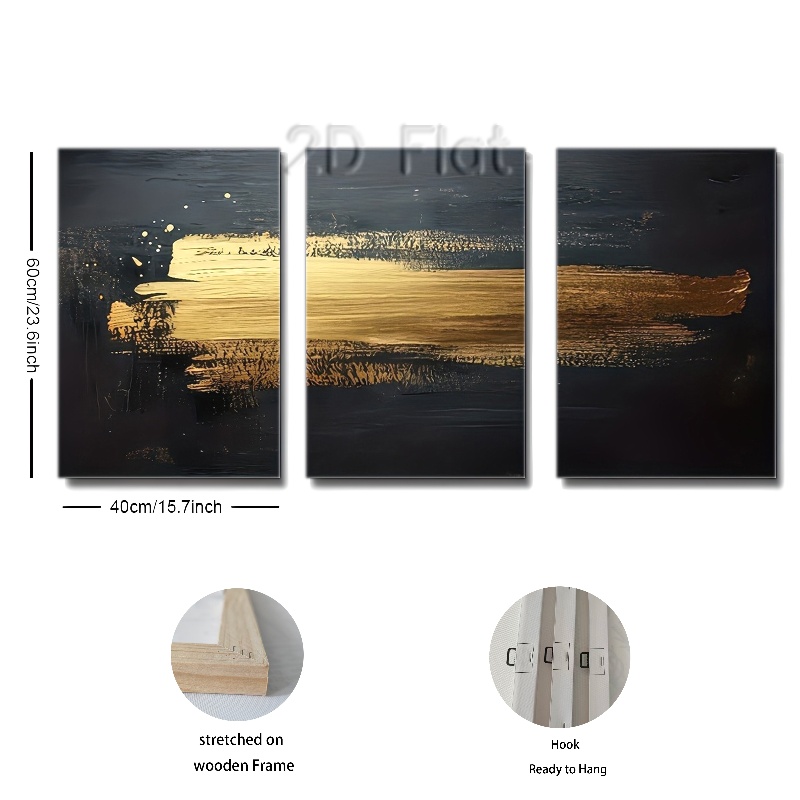 2D Flat
60cm/23.6inch
40cm/15.7inch
stretched on
wooden Frame
Hook
Ready to Hang